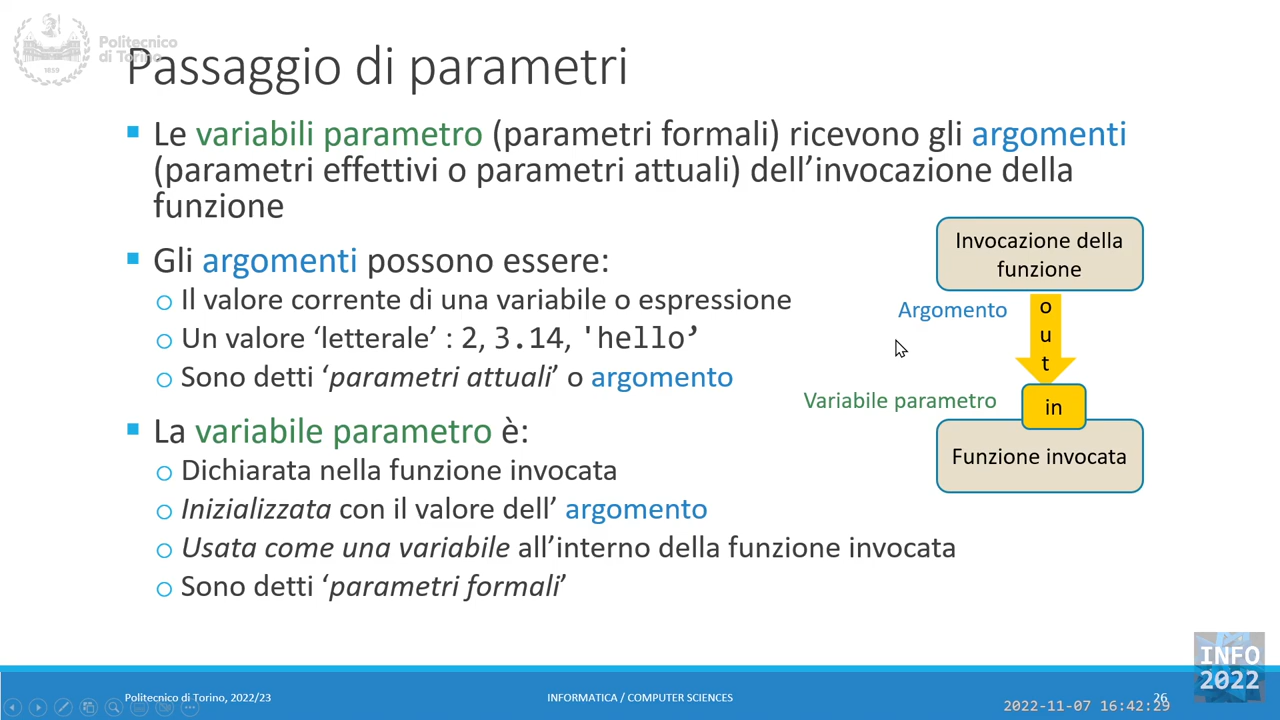 Politecnico
di Torino
1859
Passaggio di parametri
Le variabili parametro (parametri formali) ricevono gli argomenti
(parametri effettivi o parametri attuali) dell’invocazione della
funzione
Gli argomenti possono essere:
Il valore corrente di una variabile o espressione
Un valore ‘letterale’ : 2, 3.14, 'hello’
Sono detti ‘parametri attuali’ o argomento
La variabile parametro è:
Dichiarata nella funzione invocata
Inizializzata con il valore dell’ argomento
Usata come una variabile all’interno della funzione invocata
Sono detti ‘parametri formali’
Invocazione della
funzione
Argomento
o
u
t
Variabile parametro
in
Funzione invocata
Politecnico di Torino, 2022/23
INFORMATICA / COMPUTER SCIENCES
26
INFO
2022
2022-11-07 16:42:29